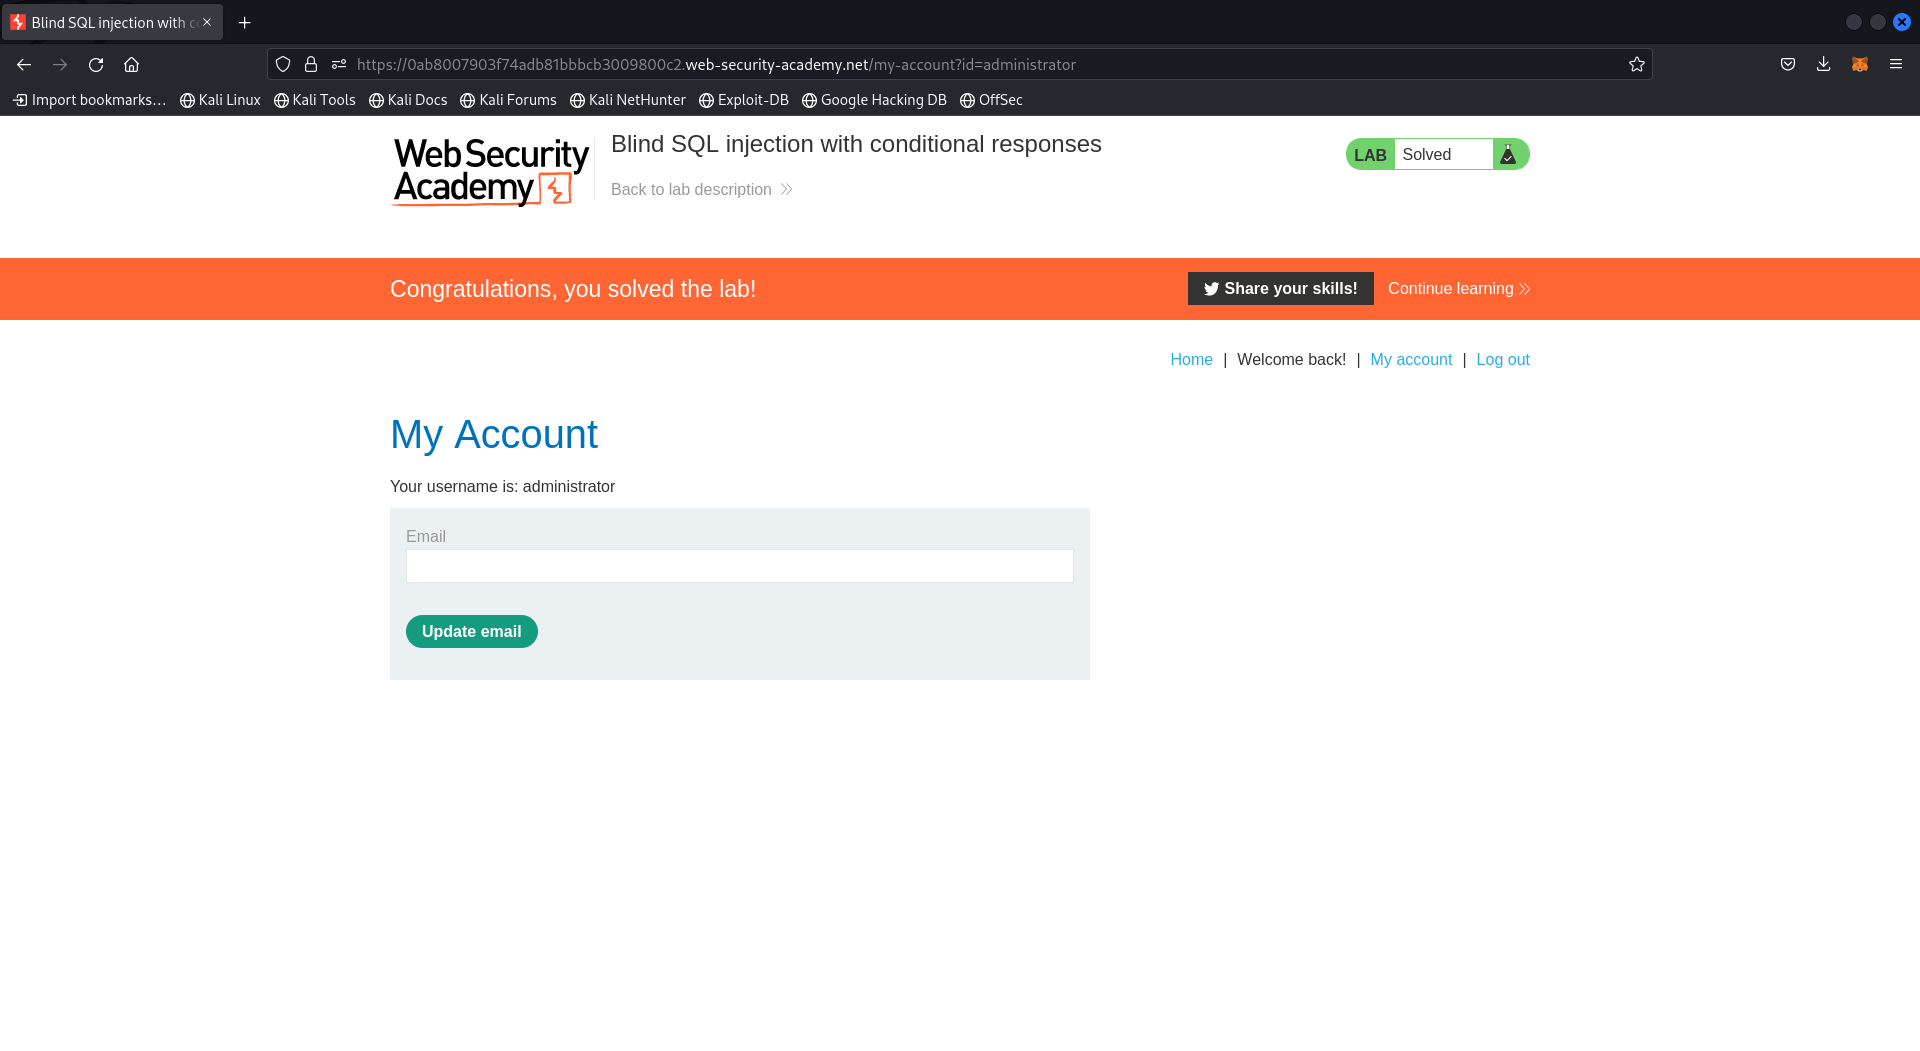 Blind SQL injection with c
https://0ab8007903f74adb81bbbcb3009800c2.web-security-academy.net/my-account?id=administrator
Import bookmarks... Kali Linux Kali Tools Kali Docs Kali Forums Kali NetHunter Exploit-DB Google Hacking DB OffSec
Web Security
Academy
Blind SQL injection with conditional responses
Back to lab description
LAB Solved
Congratulations, you solved the lab!
Share your skills! Continue learning
Home | Welcome back! | My account | Log out
My Account
Your username is: administrator
Email
Update email